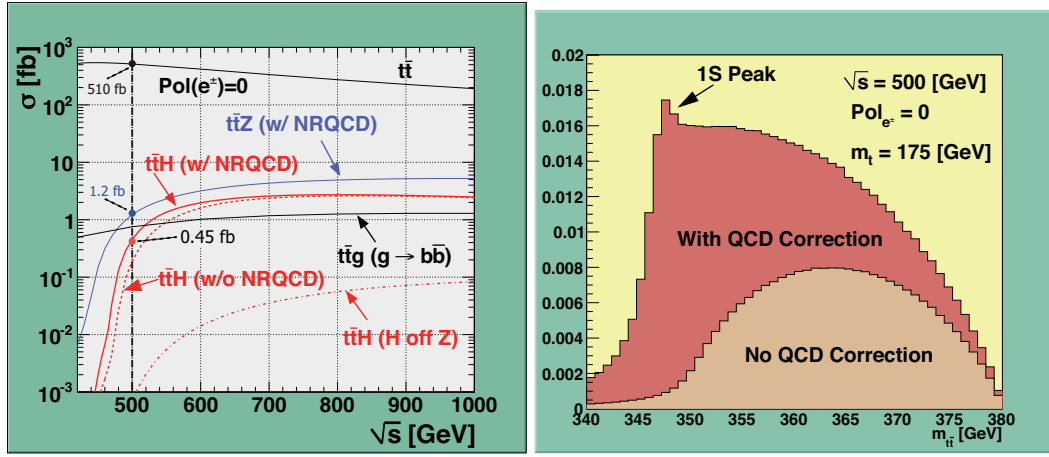 σ [fb]
10³
10²
10
1
10⁻¹
10⁻²
10⁻³
510 fb
Pol(e±)=0
tt̄
tt̄Z (w/ NRQCD)
tt̄H (w/ NRQCD)
1.2 fb
0.45 fb
tt̄g (g → bb̄)
tt̄H (w/o NRQCD)
tt̄H (H off Z)
500 600 700 800 900 1000
√s [GeV]
0.02
0.018
0.016
0.014
0.012
0.01
0.008
0.006
0.004
0.002
0
1S Peak
√s = 500 [GeV]
Pol e± = 0
mt = 175 [GeV]
With QCD Correction
No QCD Correction
340 345 350 355 360 365 370 375 380
mtt̄ [GeV]